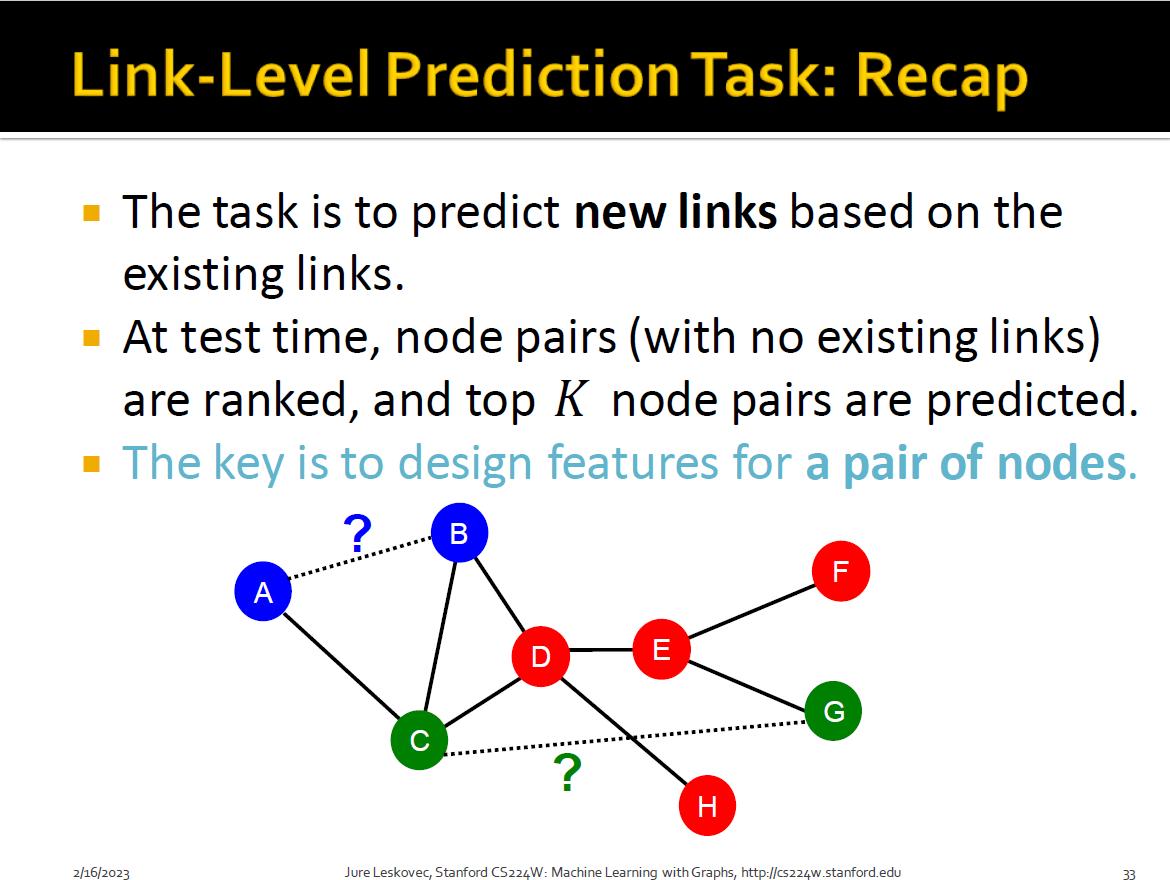 Link-Level Prediction Task: Recap
The task is to predict new links based on the
existing links.
At test time, node pairs (with no existing links)
are ranked, and top K node pairs are predicted.
The key is to design features for a pair of nodes.
?
B
A
F
D
E
G
C
?
H
2/16/2023
Jure Leskovec, Stanford CS224W: Machine Learning with Graphs, http://cs224w.stanford.edu
33